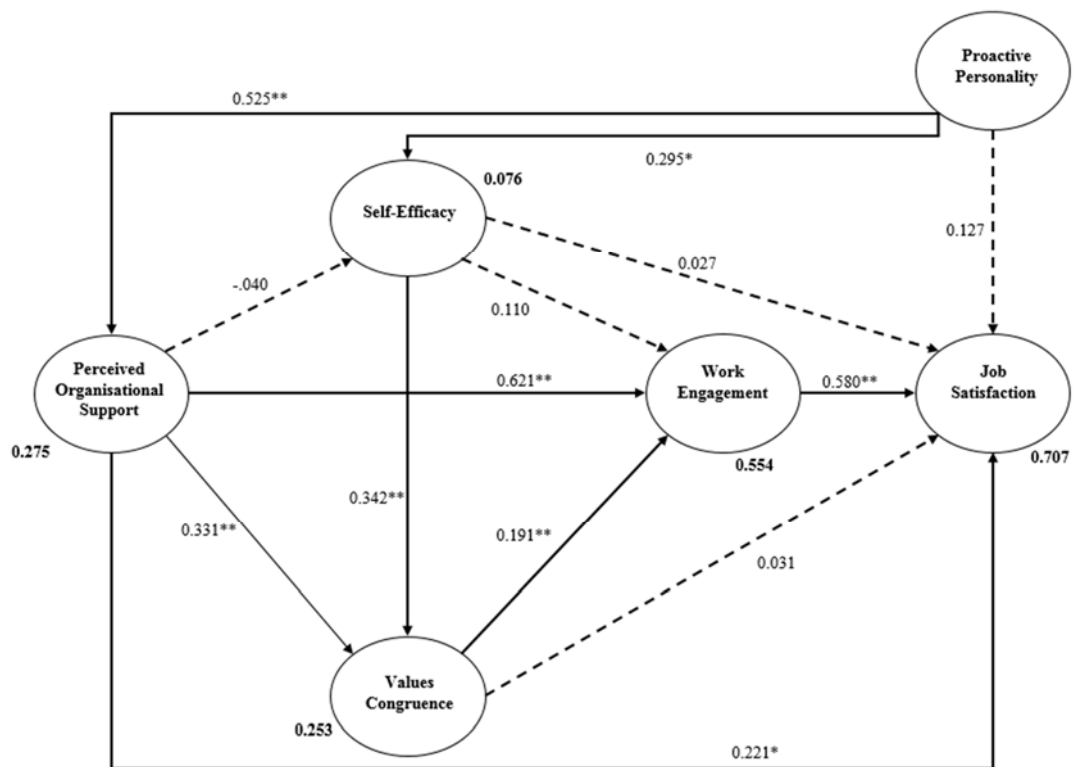 Proactive
Personality
0.525**
0.295*
0.076
Self-Efficacy
0.127
0.027
-.040
0.110
Perceived
Organisational
Support
0.621**
Work
Engagement
0.580**
Job
Satisfaction
0.275
0.554
0.707
0.342**
0.331**
0.191**
0.031
Values
Congruence
0.253
0.221*